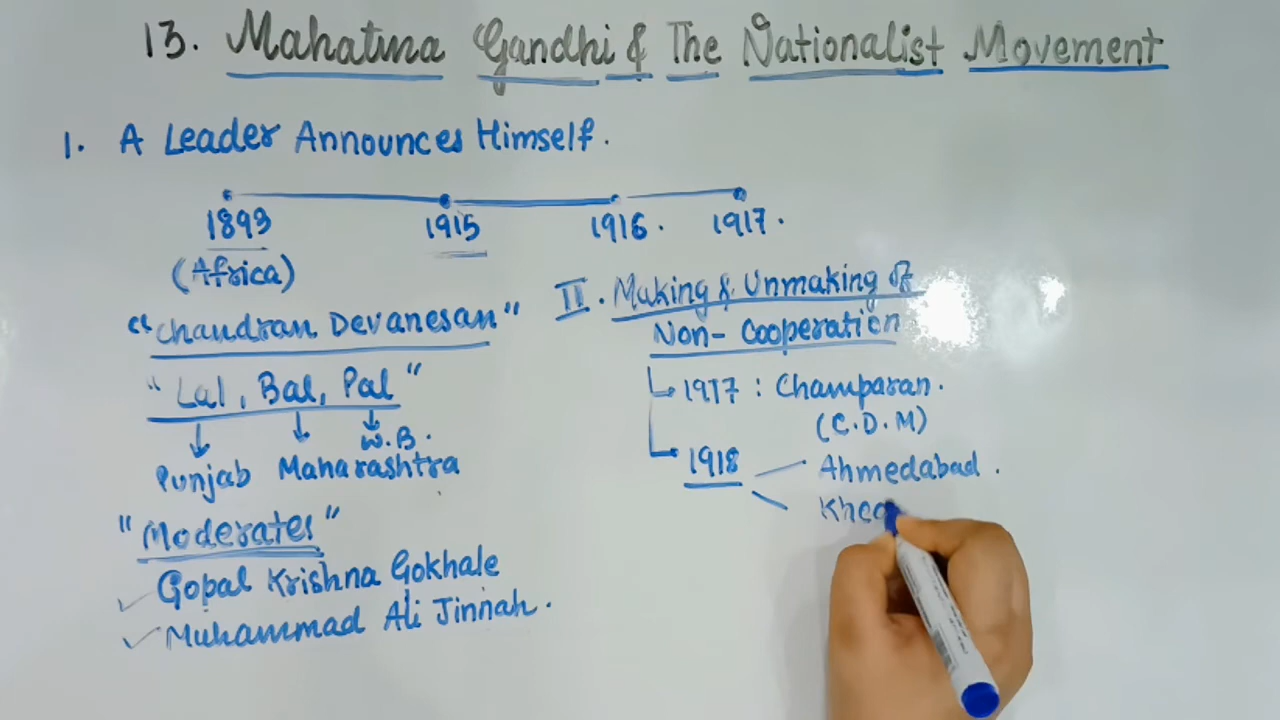 13. Mahatma Gandhi & The Nationalist Movement
1. A Leader Announces Himself.
1893 1915 1916. 1917.
(Africa)
"Chandran Devanesan"
"Lal, Bal, Pal"
W.B.
Punjab Maharashtra
"Moderates"
Gopal Krishna Gokhale
Muhammad Ali Jinnah.
II. Making & Unmaking of
Non-Cooperation
1917 : Champaran.
(C.D.M)
1918 Ahmedabad.